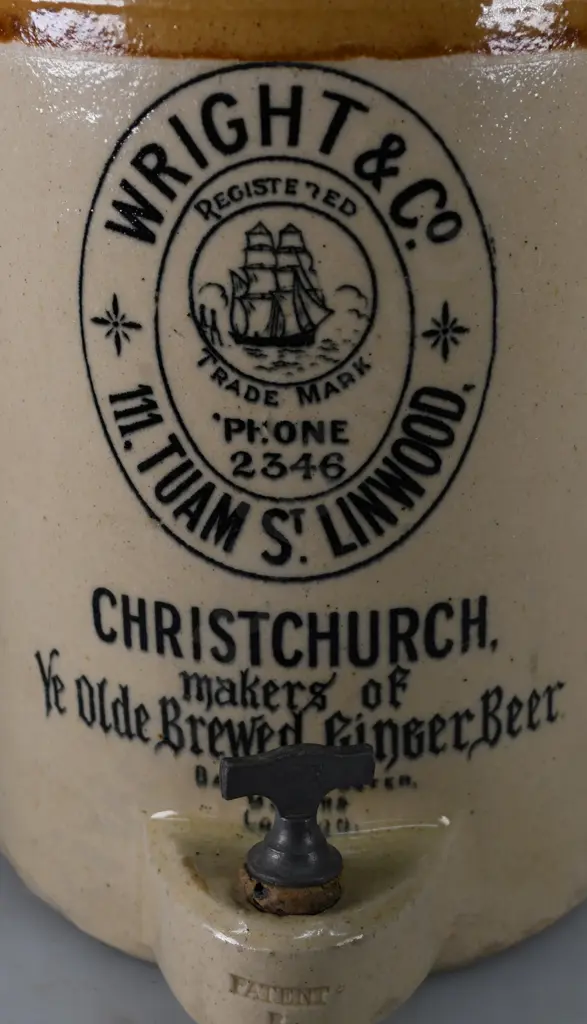 WRIGHT & Co.
REGISTERED
TRADE MARK
'PHONE
2346
111. TUAM ST. LINWOOD.
CHRISTCHURCH,
makers of
Ye Olde Brewed Ginger Beer
PATENT